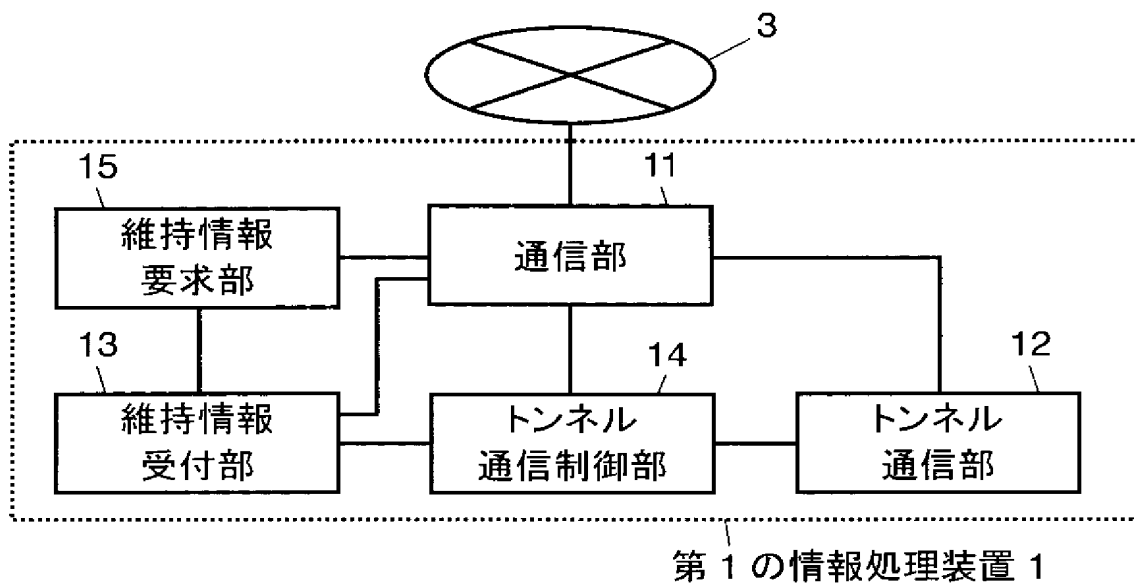 3
15
11
維持情報
要求部
通信部
13
14
12
維持情報
受付部
トンネル
通信制御部
トンネル
通信部
第1の情報処理装置1